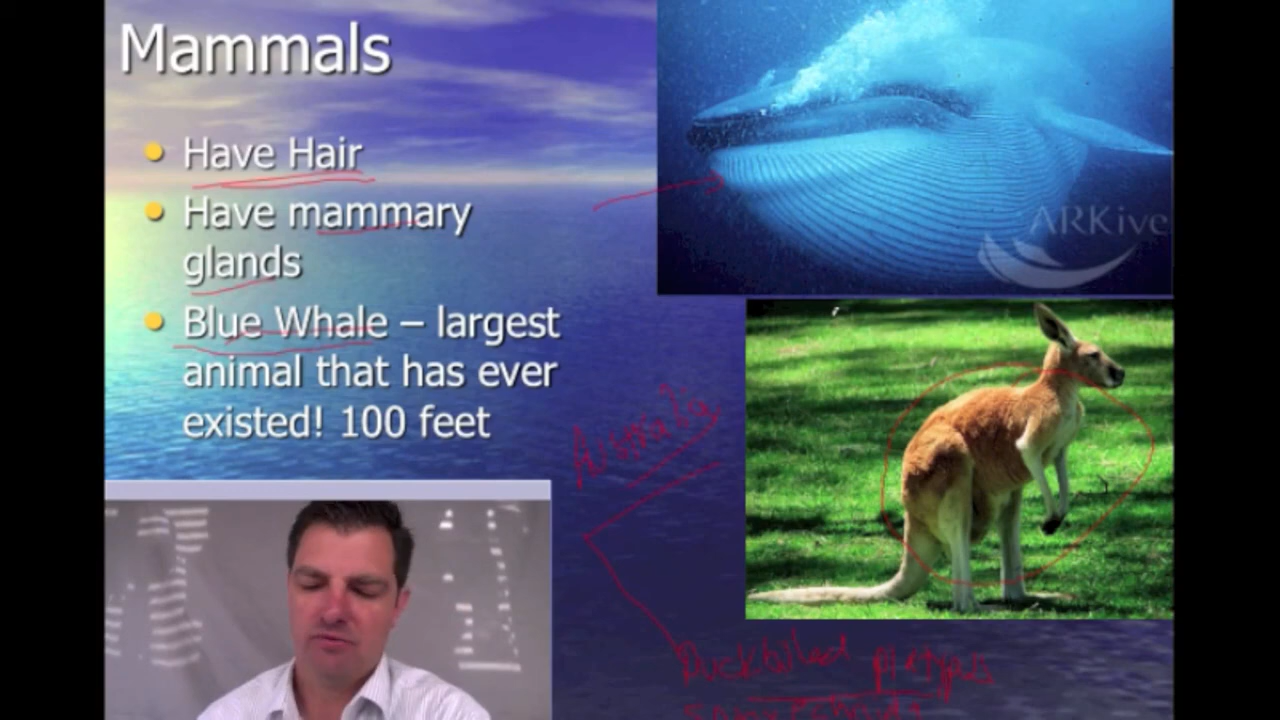 Mammals
Have Hair
Have mammary
glands
Blue Whale – largest
animal that has ever
existed! 100 feet
ARKive
Australia
Duckbilled